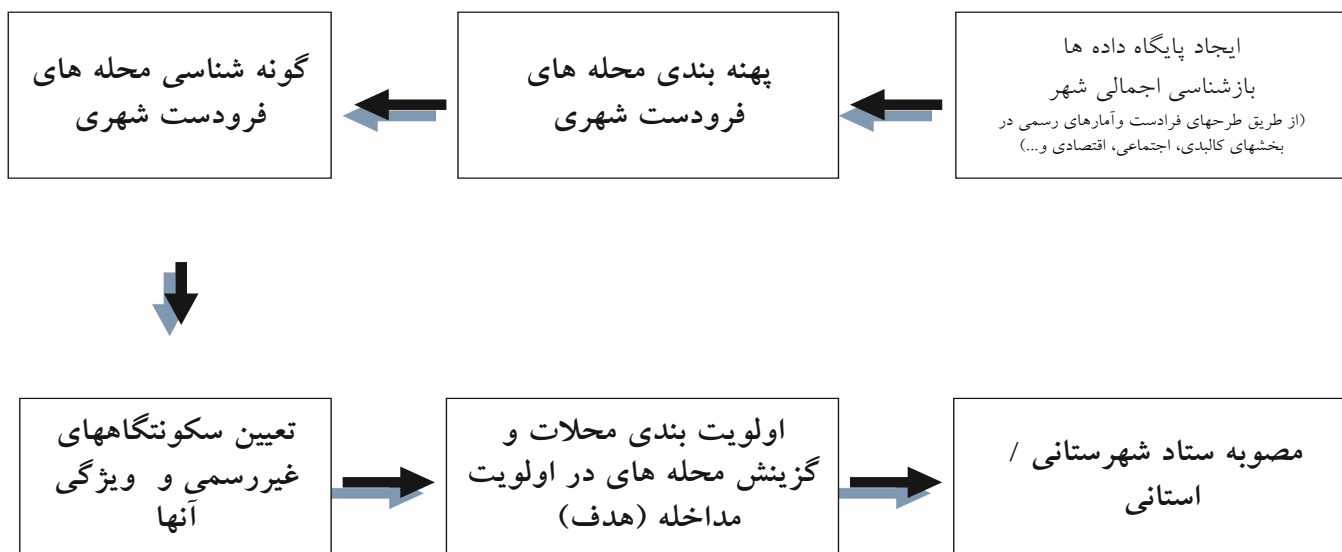 ایجاد پایگاه داده ها
بازشناسی اجمالی شهر
(از طریق طرحهای فرادست وآمارهای رسمی در
بخشهای کالبدی، اجتماعی، اقتصادی و...)
پهنه بندی محله های
فرودست شهری
گونه شناسی محله های
فرودست شهری
تعیین سکونتگاههای
غیررسمی و ویژگی
آنها
اولویت بندی محلات و
گزینش محله های در اولویت
مداخله (هدف)
مصوبه ستاد شهرستانی /
استانی